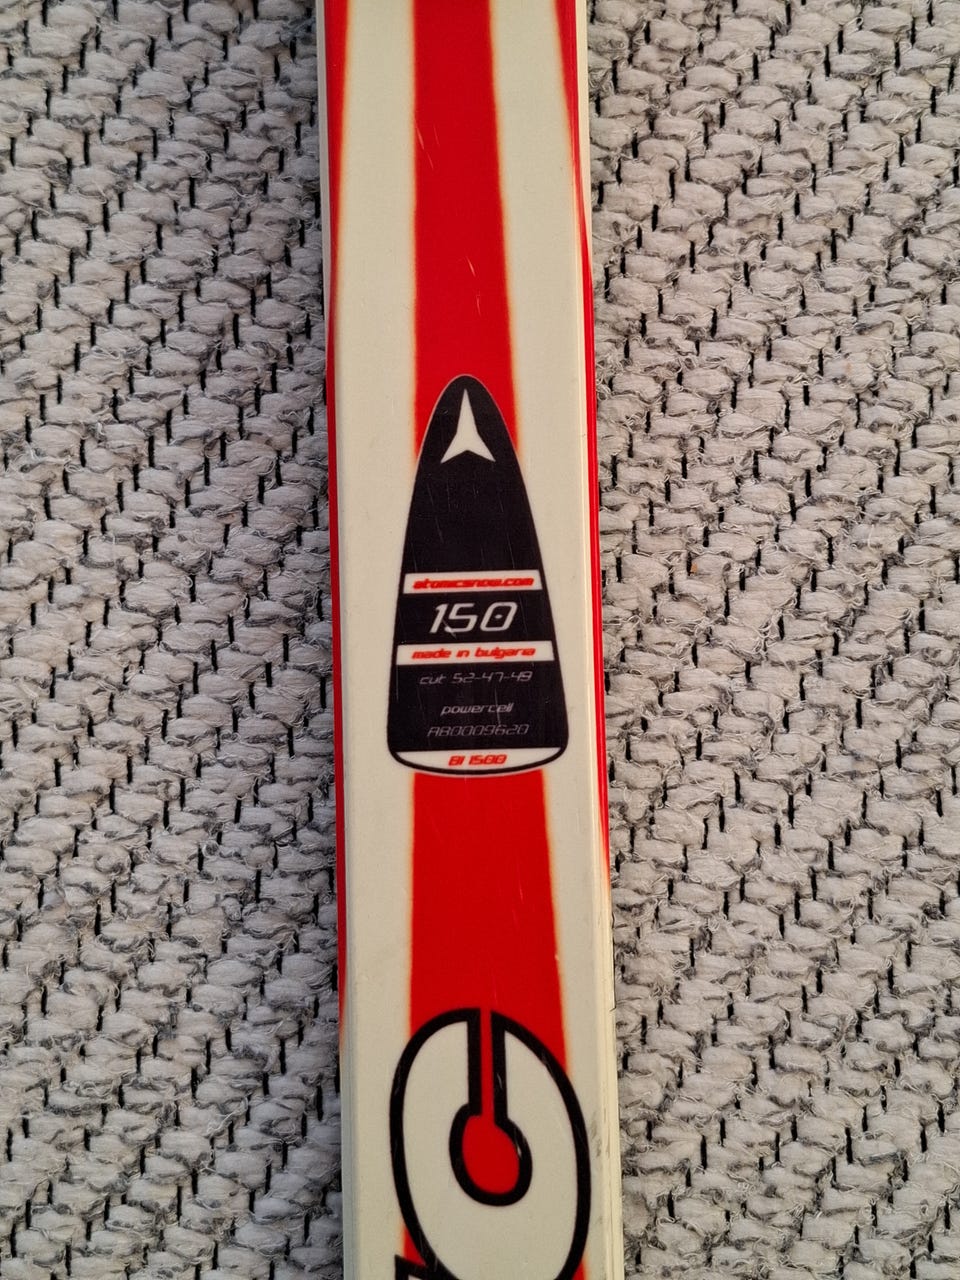 atomicsnow.com
150
made in bulgaria
cut 52-47-49
powercell
AB0009620
BI 1500
C